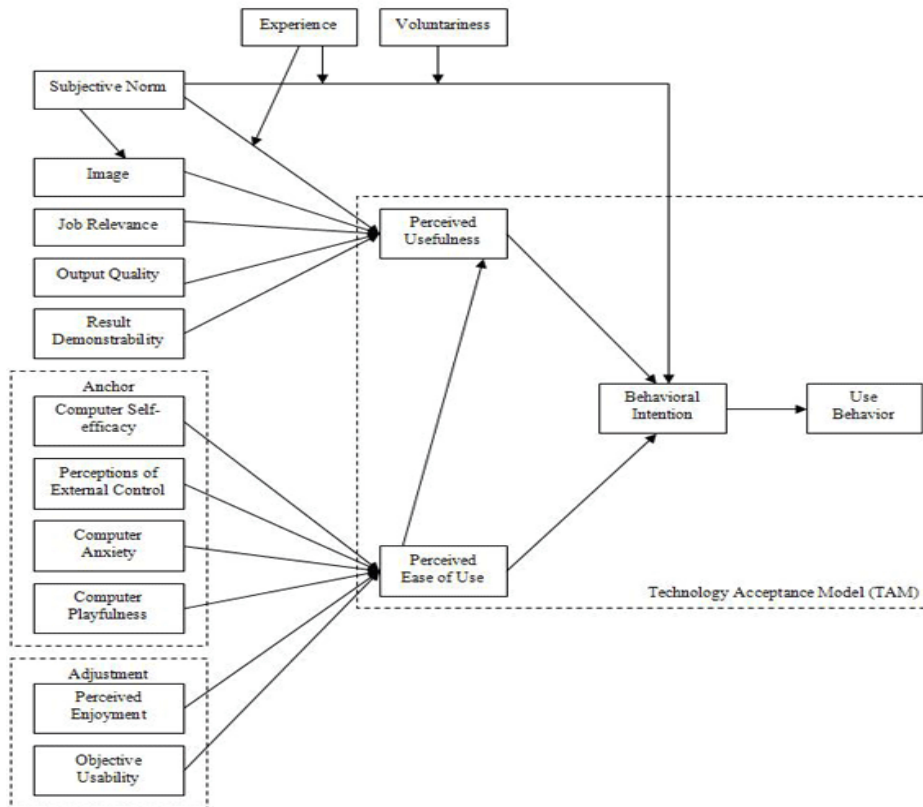 Experience
Voluntariness
Subjective Norm
Image
Job Relevance
Output Quality
Result
Demonstrability
Perceived
Usefulness
Anchor
Computer Self-
efficacy
Perceptions of
External Control
Computer
Anxiety
Computer
Playfulness
Behavioral
Intention
Use
Behavior
Perceived
Ease of Use
Technology Acceptance Model (TAM)
Adjustment
Perceived
Enjoyment
Objective
Usability